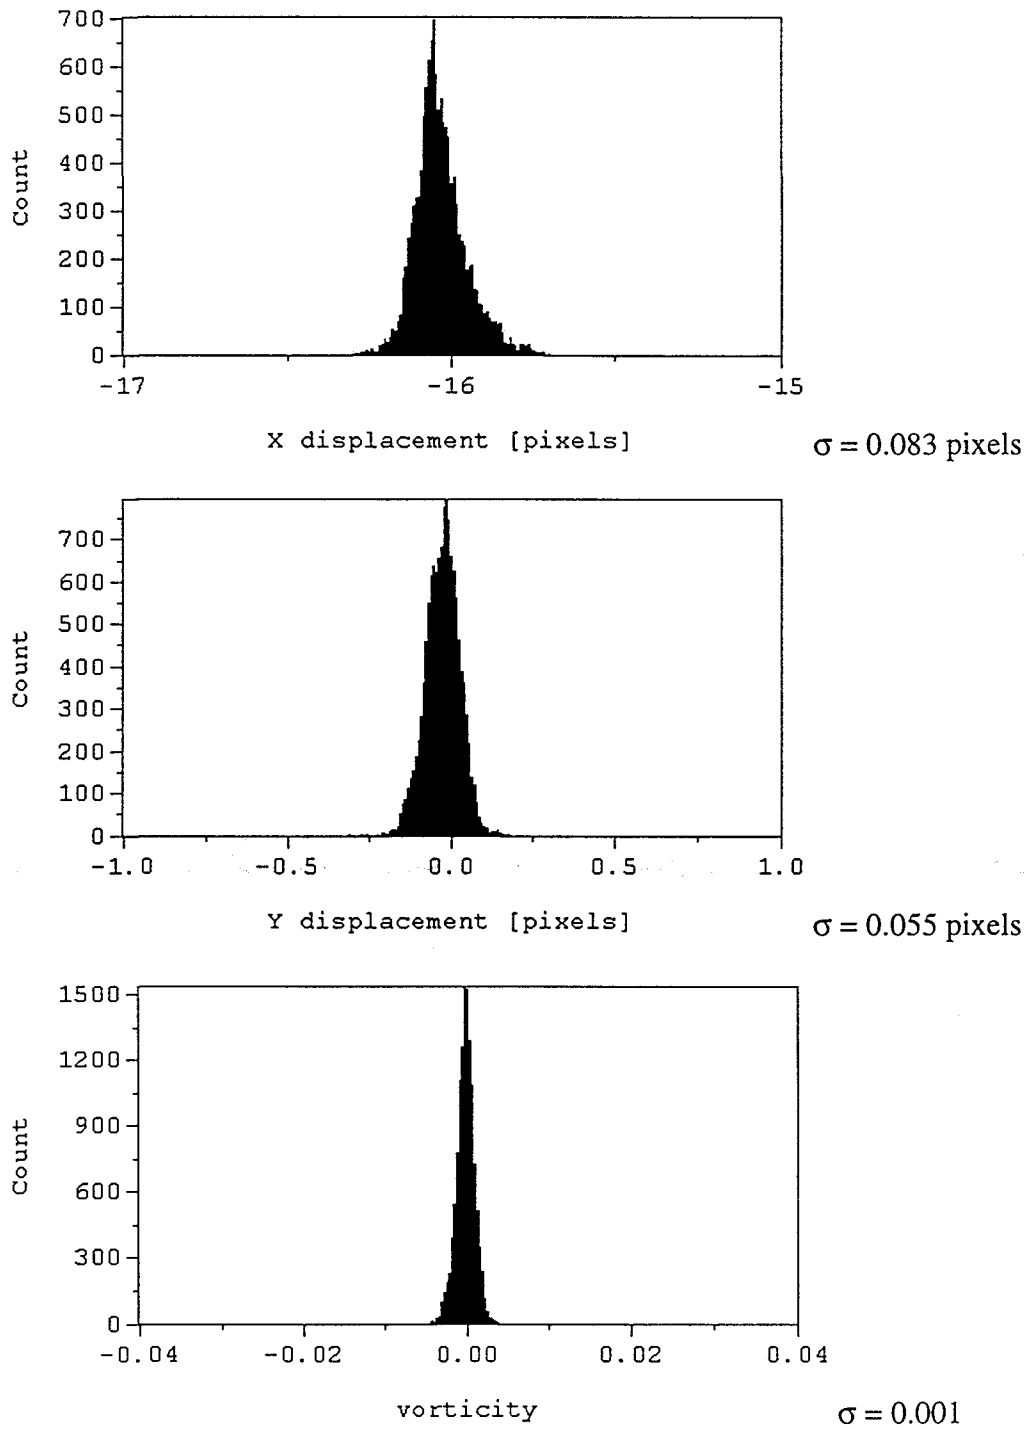 700
600
500
400
300
200
100
0
Count
-17 -16 -15
X displacement [pixels] σ = 0.083 pixels
700
600
500
400
300
200
100
0
Count
-1.0 -0.5 0.0 0.5 1.0
Y displacement [pixels] σ = 0.055 pixels
1500
1200
900
600
300
0
Count
-0.04 -0.02 0.00 0.02 0.04
vorticity σ = 0.001